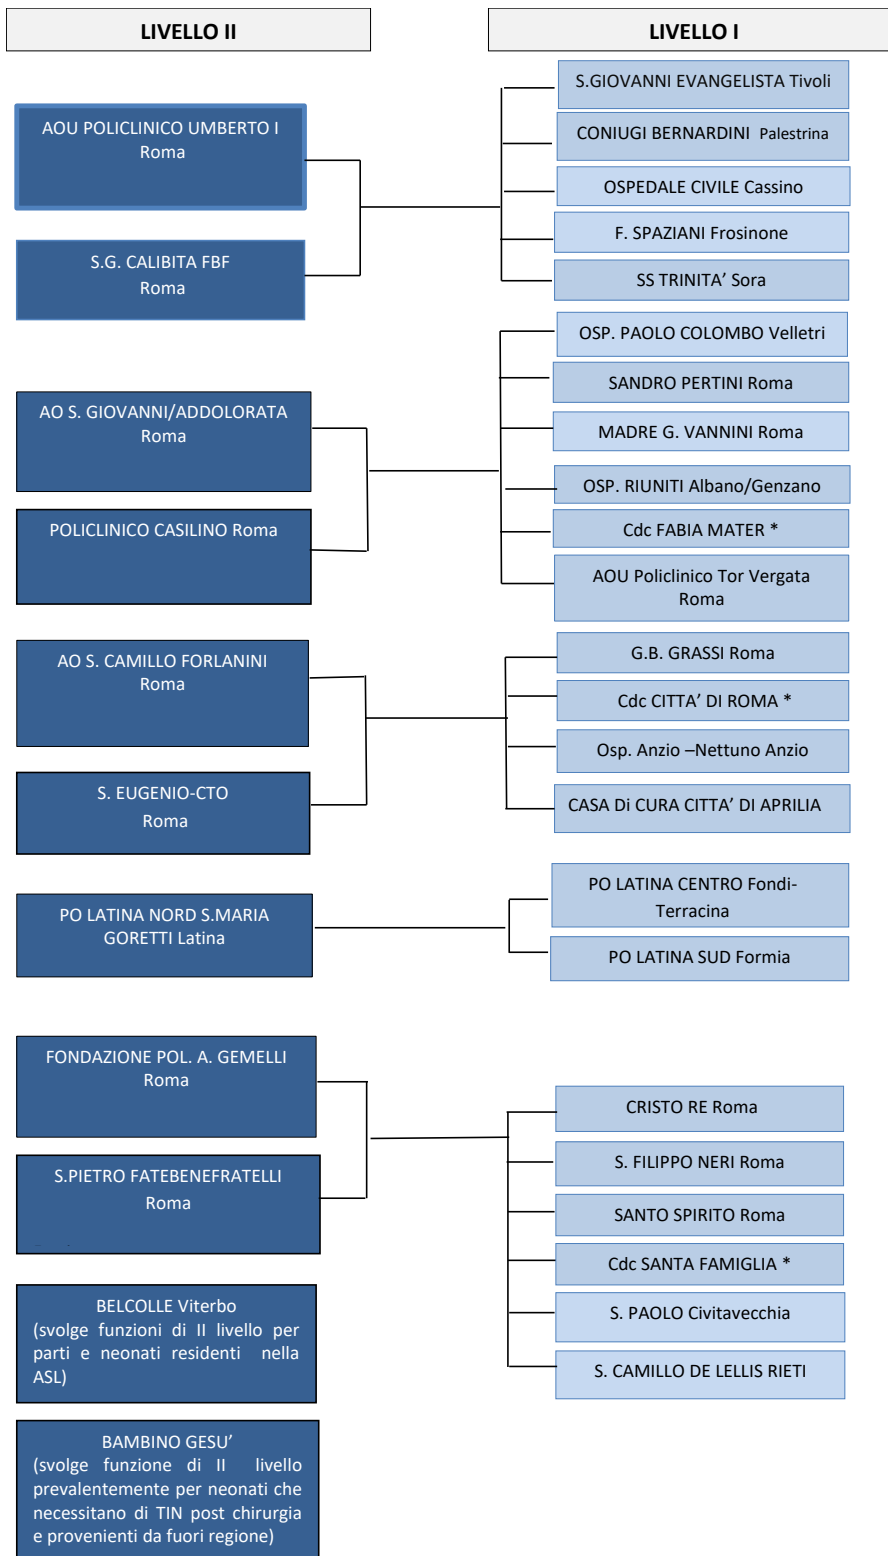 LIVELLO II
LIVELLO I
AOU POLICLINICO UMBERTO I
Roma
S.G. CALIBITA FBF
Roma
S.GIOVANNI EVANGELISTA Tivoli
CONIUGI BERNARDINI Palestrina
OSPEDALE CIVILE Cassino
F. SPAZIANI Frosinone
SS TRINITA’ Sora
AO S. GIOVANNI/ADDOLORATA
Roma
POLICLINICO CASILINO Roma
OSP. PAOLO COLOMBO Velletri
SANDRO PERTINI Roma
MADRE G. VANNINI Roma
OSP. RIUNITI Albano/Genzano
Cdc FABIA MATER *
AOU Policlinico Tor Vergata
Roma
AO S. CAMILLO FORLANINI
Roma
S. EUGENIO-CTO
Roma
G.B. GRASSI Roma
Cdc CITTA’ DI ROMA *
Osp. Anzio –Nettuno Anzio
CASA Di CURA CITTA’ DI APRILIA
PO LATINA NORD S.MARIA
GORETTI Latina
PO LATINA CENTRO Fondi-
Terracina
PO LATINA SUD Formia
FONDAZIONE POL. A. GEMELLI
Roma
S.PIETRO FATEBENEFRATELLI
Roma
CRISTO RE Roma
S. FILIPPO NERI Roma
SANTO SPIRITO Roma
Cdc SANTA FAMIGLIA *
S. PAOLO Civitavecchia
S. CAMILLO DE LELLIS RIETI
BELCOLLE Viterbo
(svolge funzioni di II livello per
parti e neonati residenti nella
ASL)
BAMBINO GESU’
(svolge funzione di II livello
prevalentemente per neonati che
necessitano di TIN post chirurgia
e provenienti da fuori regione)